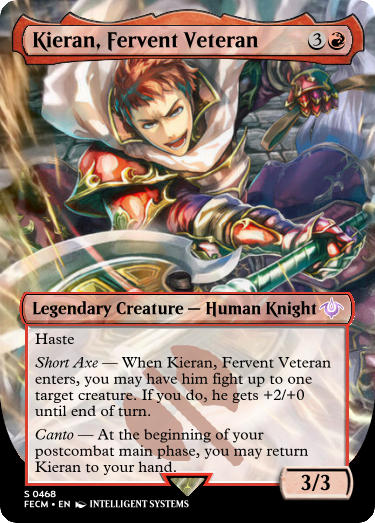 Kieran, Fervent Veteran 3
Legendary Creature — Human Knight
Haste
Short Axe — When Kieran, Fervent Veteran
enters, you may have him fight up to one
target creature. If you do, he gets +2/+0
until end of turn.
Canto — At the beginning of your
postcombat main phase, you may return
Kieran to your hand.
3/3
S 0468
FECM • EN INTELLIGENT SYSTEMS